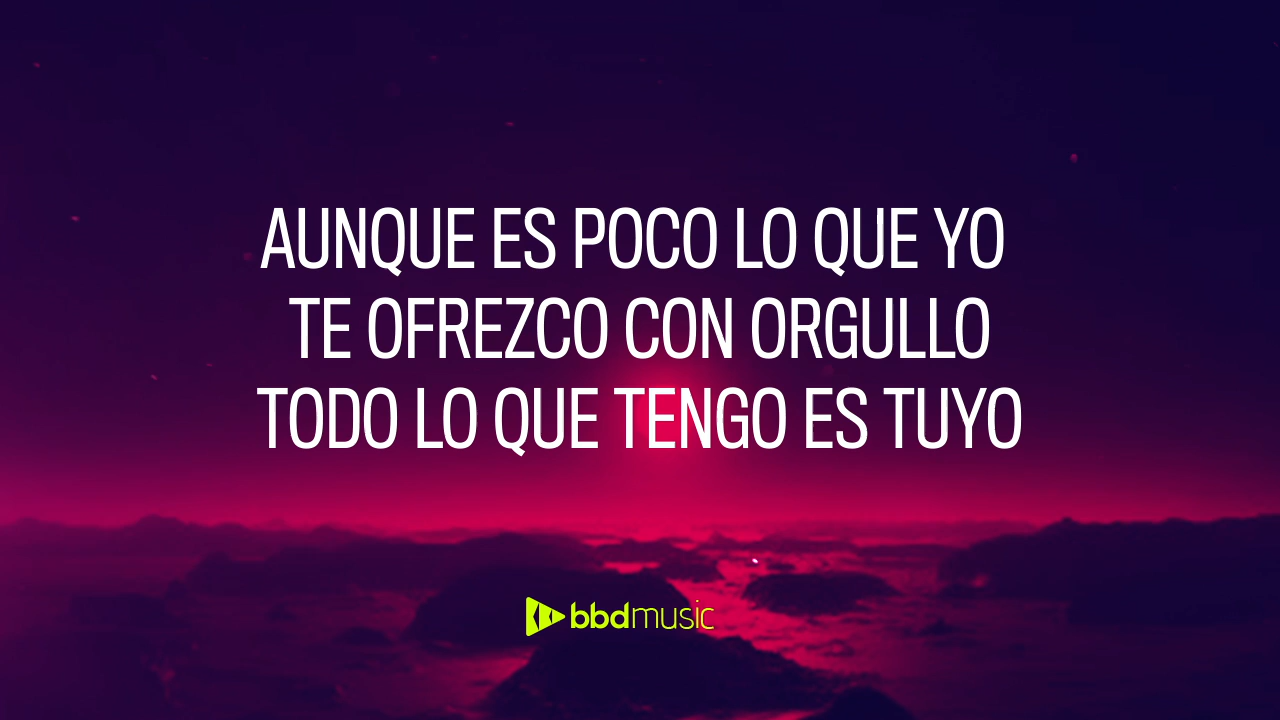 AUNQUE ES POCO LO QUE YO
TE OFREZCO CON ORGULLO
TODO LO QUE TENGO ES TUYO
bbdmusic